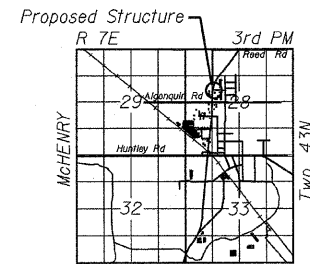 Proposed Structure
R 7E 3rd PM
Reed Rd
29 Algonquin Rd 28
Huntley Rd
McHENRY
Twp 43N
32 33